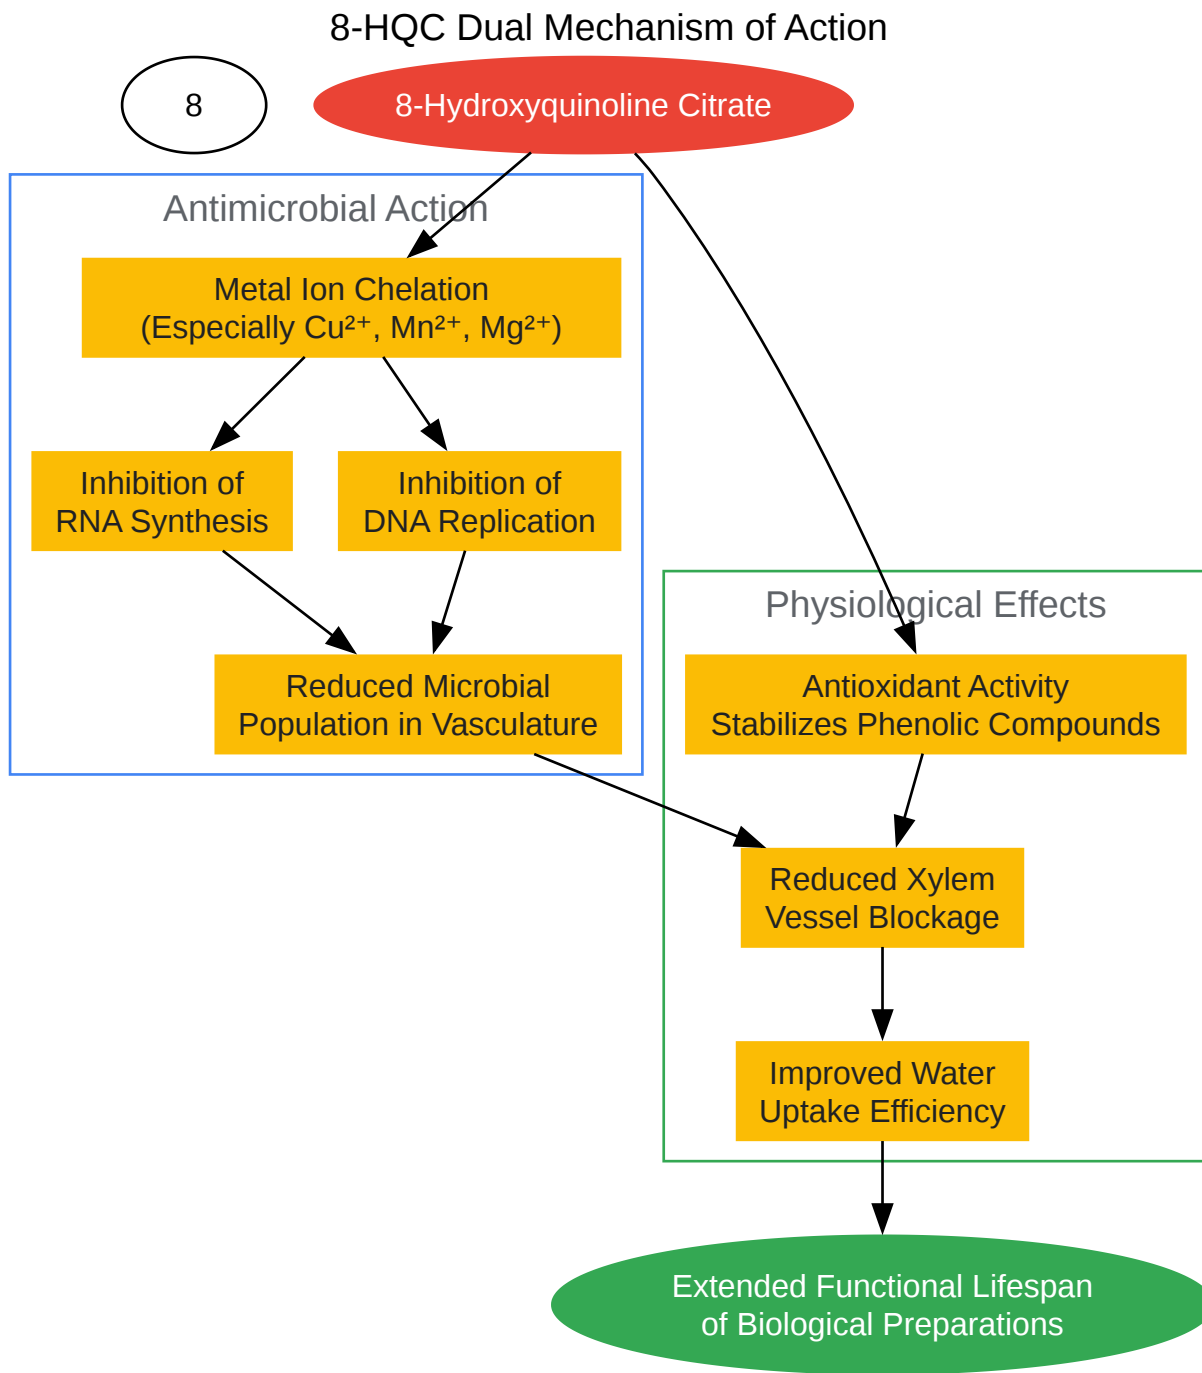 8-HQC Dual Mechanism of Action
8
8-Hydroxyquinoline Citrate
Antimicrobial Action
Metal Ion Chelation
(Especially Cu²⁺, Mn²⁺, Mg²⁺)
Inhibition of
RNA Synthesis
Inhibition of
DNA Replication
Reduced Microbial
Population in Vasculature
Physiological Effects
Antioxidant Activity
Stabilizes Phenolic Compounds
Reduced Xylem
Vessel Blockage
Improved Water
Uptake Efficiency
Extended Functional Lifespan
of Biological Preparations